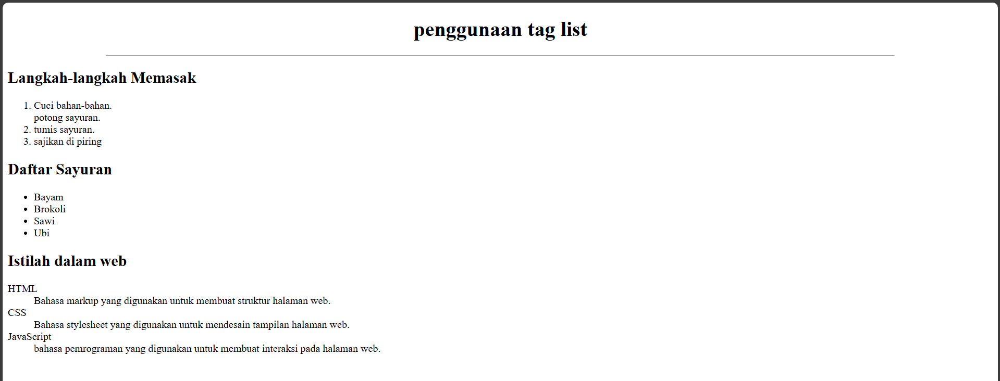 penggunaan tag list
Langkah-langkah Memasak
1. Cuci bahan-bahan.
potong sayuran.
2. tumis sayuran.
3. sajikan di piring
Daftar Sayuran
• Bayam
• Brokoli
• Sawi
• Ubi
Istilah dalam web
HTML
Bahasa markup yang digunakan untuk membuat struktur halaman web.
CSS
Bahasa stylesheet yang digunakan untuk mendesain tampilan halaman web.
JavaScript
bahasa pemrograman yang digunakan untuk membuat interaksi pada halaman web.